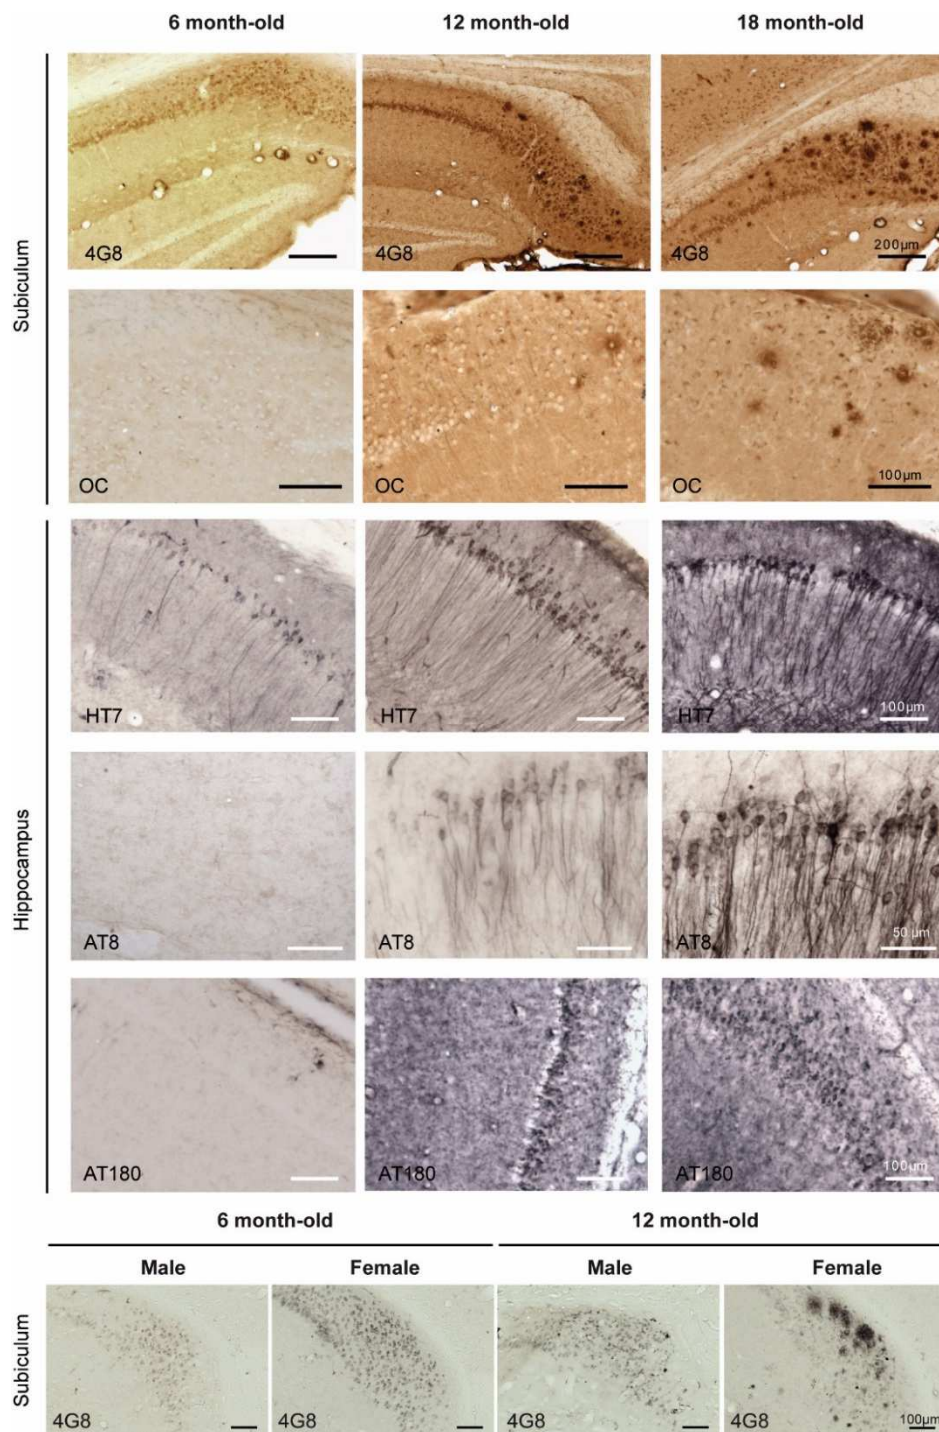 6 month-old 12 month-old 18 month-old
Subiculum
4G8 4G8 4G8 200µm
OC OC OC 100µm
Hippocampus
HT7 HT7 HT7 100µm
AT8 AT8 AT8 50 µm
AT180 AT180 AT180 100µm
6 month-old 12 month-old
Male Female Male Female
Subiculum
4G8 4G8 4G8 4G8 100µm